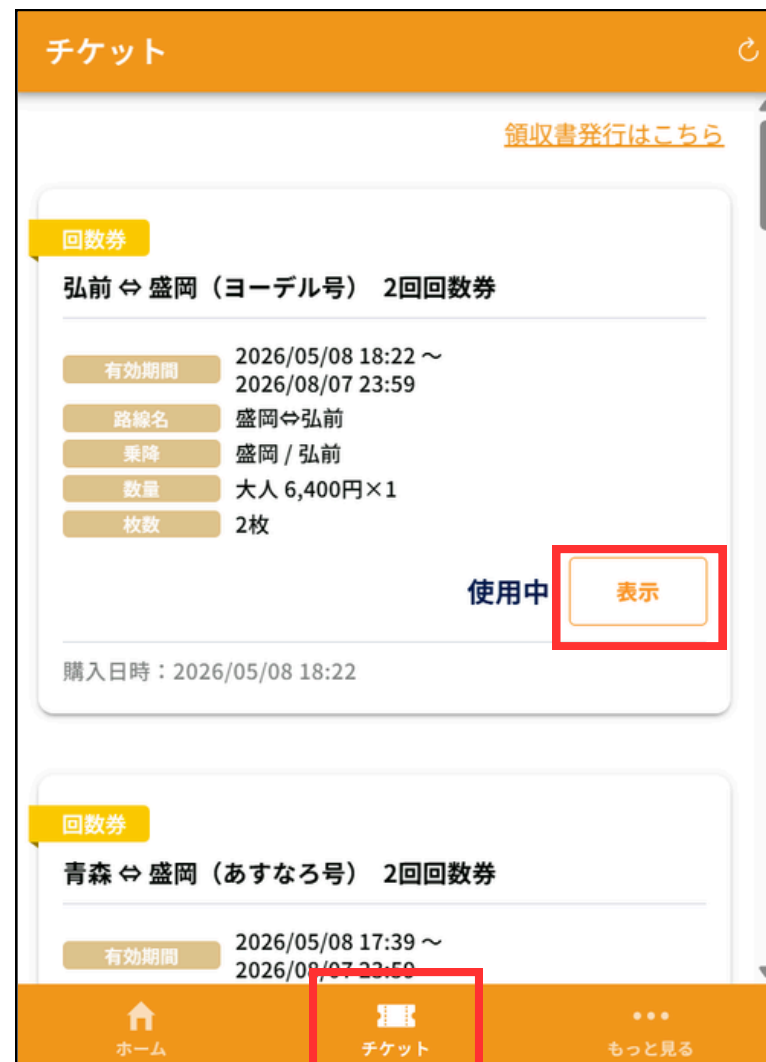 チケット
領収書発行はこちら
回数券
弘前 ⇔ 盛岡（ヨーデル号） 2回回数券
有効期間 2026/05/08 18:22 ～
2026/08/07 23:59
路線名 盛岡⇔弘前
乗降 盛岡 / 弘前
数量 大人 6,400円×1
枚数 2枚
使用中 表示
購入日時：2026/05/08 18:22
回数券
青森 ⇔ 盛岡（あすなろ号） 2回回数券
有効期間 2026/05/08 17:39 ～
2026/08/07 23:59
ホーム チケット もっと見る